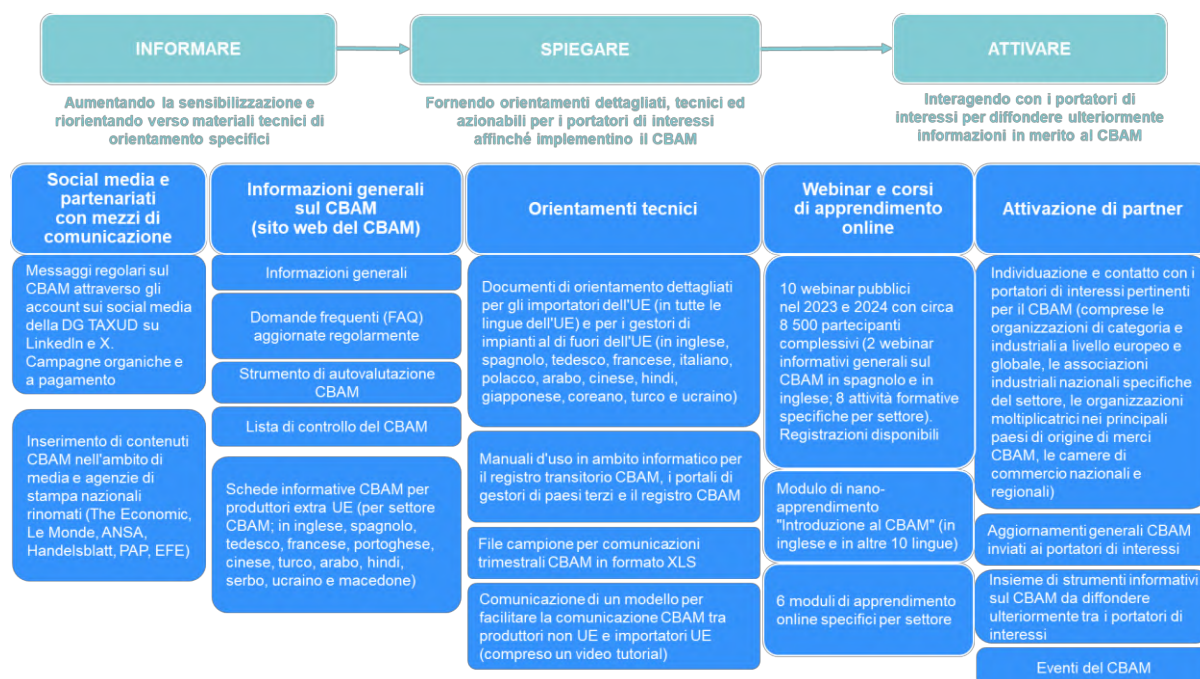 INFORMARE
SPIEGARE
ATTIVARE
Aumentando la sensibilizzazione e
riorientando verso materiali tecnici di
orientamento specifici
Fornendo orientamenti dettagliati, tecnici ed
azionabili per i portatori di interessi
affinché implementino il CBAM
Interagendo con i portatori di
interessi per diffondere ulteriormente
informazioni in merito al CBAM
Social media e
partenariati
con mezzi di
comunicazione
Messaggi regolari sul
CBAM attraverso gli
account sui social media
della DG TAXUD su
LinkedIn e X.
Campagne organiche e
a pagamento
Inserimento di contenuti
CBAM nell'ambito di
media e agenzie di
stampa nazionali
rinomati (The Economic,
Le Monde, ANSA,
Handelsblatt, PAP, EFE)
Informazioni generali
sul CBAM
(sito web del CBAM)
Informazioni generali
Domande frequenti (FAQ)
aggiornate regolarmente
Strumento di autovalutazione
CBAM
Lista di controllo del CBAM
Schede informative CBAM per
produttori extra UE (per settore
CBAM; in inglese, spagnolo,
tedesco, francese, portoghese,
cinese, turco, arabo, hindi,
serbo, ucraino e macedone)
Orientamenti tecnici
Documenti di orientamento dettagliati
per gli importatori dell'UE (in tutte le
lingue dell'UE) e per i gestori di
impianti al di fuori dell'UE (in inglese,
spagnolo, tedesco, francese, italiano,
polacco, arabo, cinese, hindi,
giapponese, coreano, turco e ucraino)
Manuali d'uso in ambito informatico per
il registro transitorio CBAM, i portali di
gestori di paesi terzi e il registro CBAM
File campione per comunicazioni
trimestrali CBAM in formato XLS
Comunicazione di un modello per
facilitare la comunicazione CBAM tra
produttori non UE e importatori UE
(compreso un video tutorial)
Webinar e corsi
di apprendimento
online
10 webinar pubblici
nel 2023 e 2024 con circa
8 500 partecipanti
complessivi (2 webinar
informativi generali sul
CBAM in spagnolo e in
inglese; 8 attività formative
specifiche per settore).
Registrazioni disponibili
Modulo di nano-
apprendimento
"Introduzione al CBAM" (in
inglese e in altre 10 lingue)
6 moduli di apprendimento
online specifici per settore
Attivazione di partner
Individuazione e contatto con i
portatori di interessi pertinenti
per il CBAM (comprese le
organizzazioni di categoria e
industriali a livello europeo e
globale, le associazioni
industriali nazionali specifiche
del settore, le organizzazioni
moltiplicatrici nei principali
paesi di origine di merci
CBAM, le camere di
commercio nazionali e
regionali)
Aggiornamenti generali CBAM
inviati ai portatori di interessi
Insieme di strumenti informativi
sul CBAM da diffondere
ulteriormente tra i portatori di
interessi
Eventi del CBAM